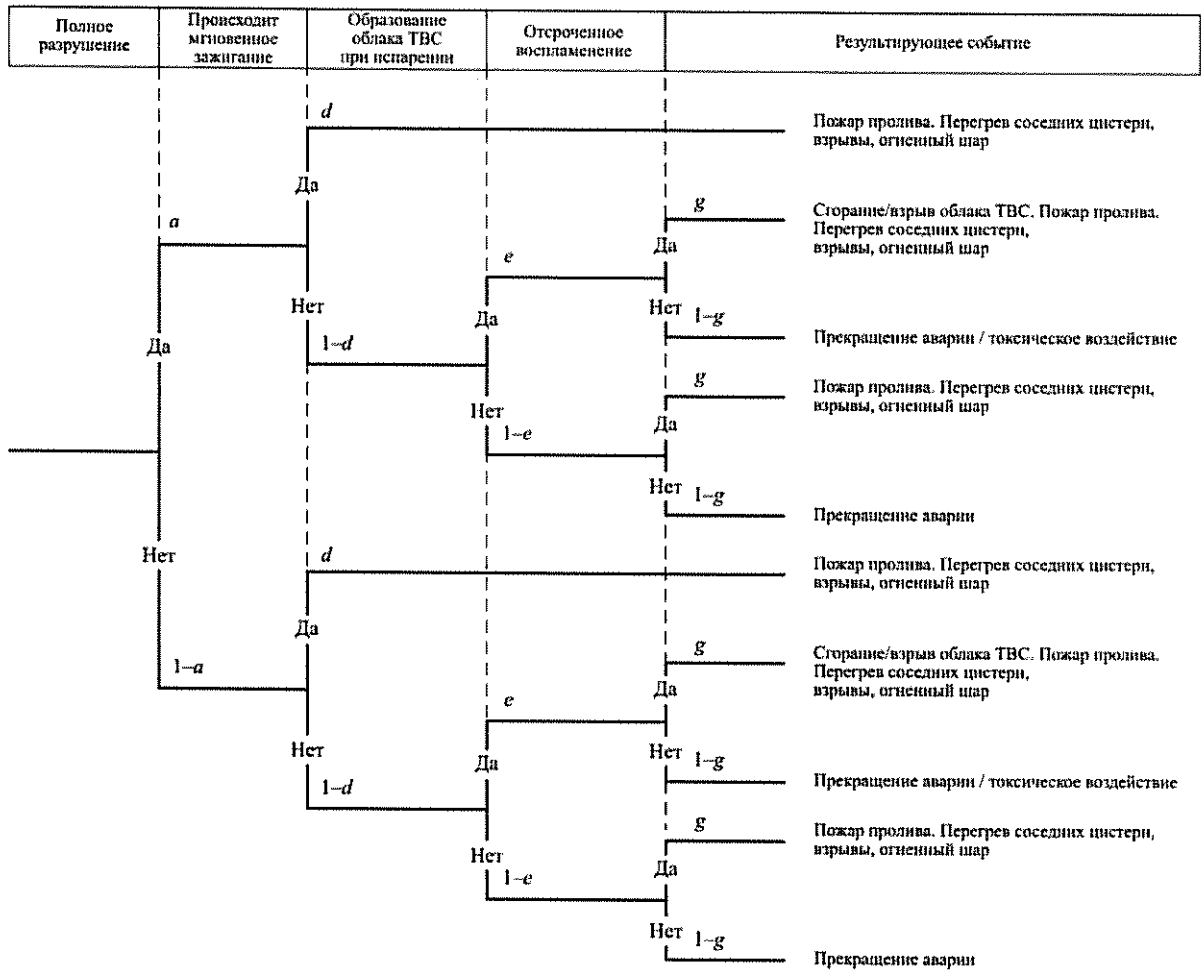 Полное
разрушение
Происходит
мгновенное
зажигание
Образование
облака ТВС
при испарении
Отсроченное
воспламенение
Результирующее событие
d
Пожар пролива. Перегрев соседних цистерн,
взрывы, огненный шар
Да
a
g
Сгорание/взрыв облака ТВС. Пожар пролива.
Перегрев соседних цистерн,
взрывы, огненный шар
Да
e
Нет
Да
Нет
1–g
Прекращение аварии / токсическое воздействие
Да
1–d
g
Пожар пролива. Перегрев соседних цистерн,
взрывы, огненный шар
Нет
1–e
Да
Нет
1–g
Прекращение аварии
Нет
d
Пожар пролива. Перегрев соседних цистерн,
взрывы, огненный шар
Да
1–a
g
Сгорание/взрыв облака ТВС. Пожар пролива.
Перегрев соседних цистерн,
взрывы, огненный шар
Да
e
Нет
Да
Нет
1–g
Прекращение аварии / токсическое воздействие
1–d
g
Пожар пролива. Перегрев соседних цистерн,
взрывы, огненный шар
Нет
1–e
Да
Нет
1–g
Прекращение аварии